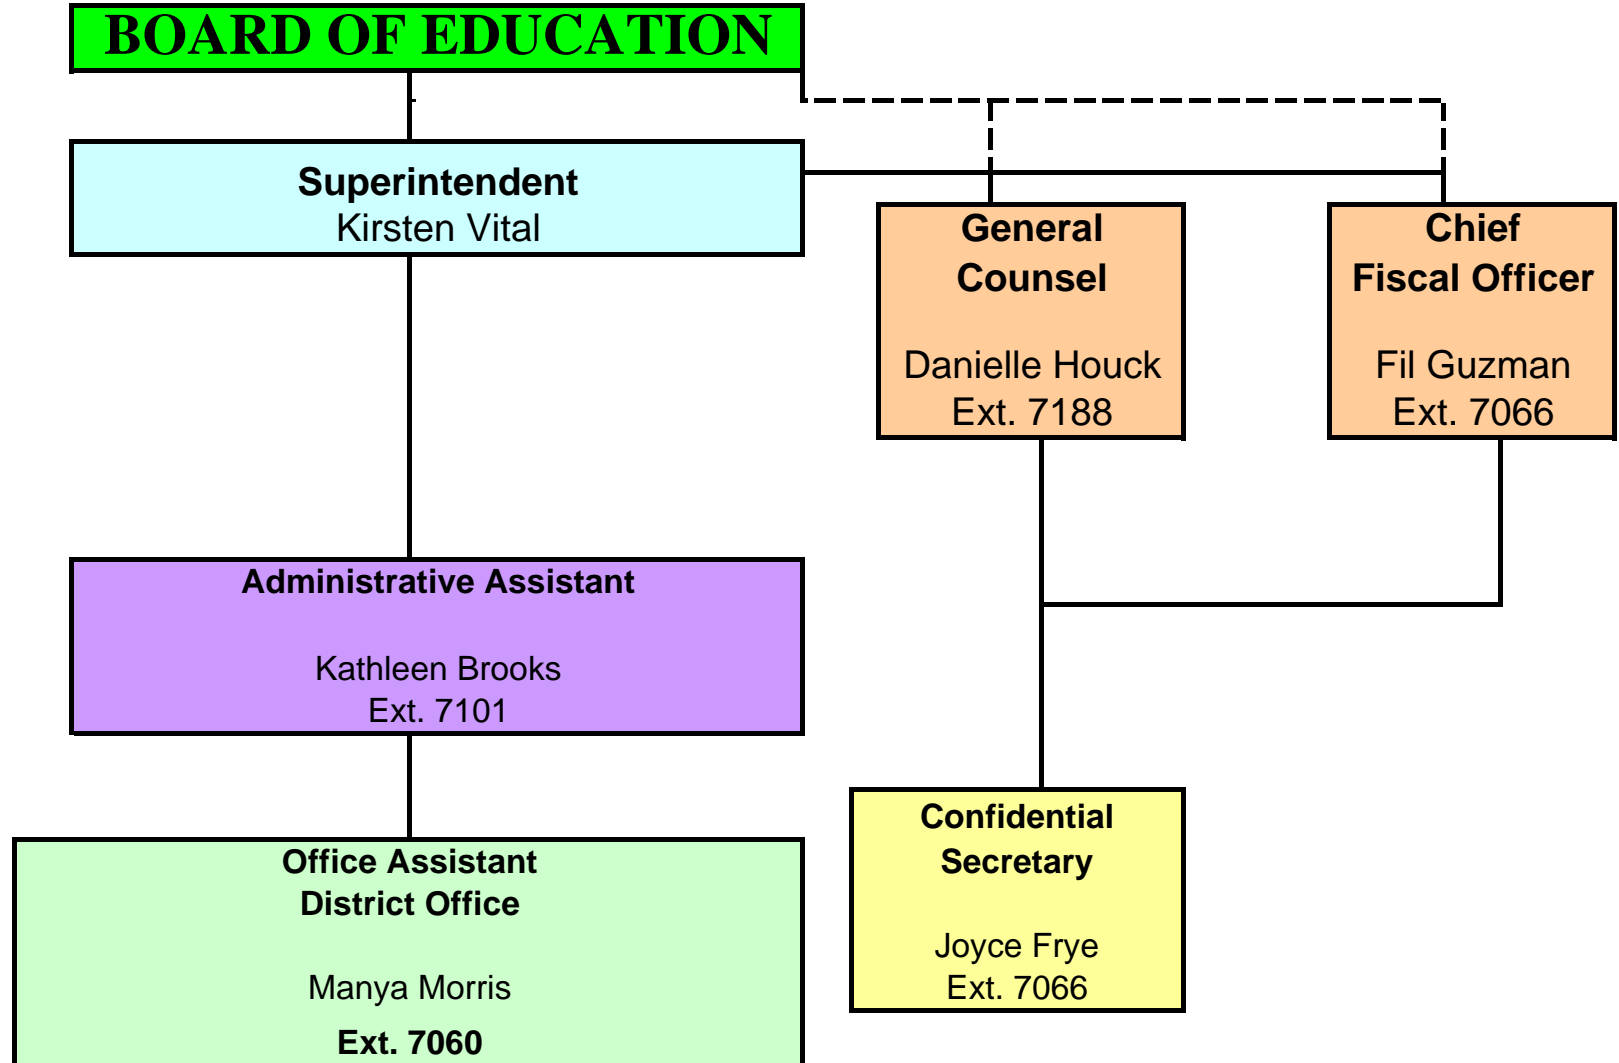 BOARD OF EDUCATION
Superintendent
Kirsten Vital
General
Counsel
Danielle Houck
Ext. 7188
Chief
Fiscal Officer
Fil Guzman
Ext. 7066
Administrative Assistant
Kathleen Brooks
Ext. 7101
Office Assistant
District Office
Manya Morris
Ext. 7060
Confidential
Secretary
Joyce Frye
Ext. 7066